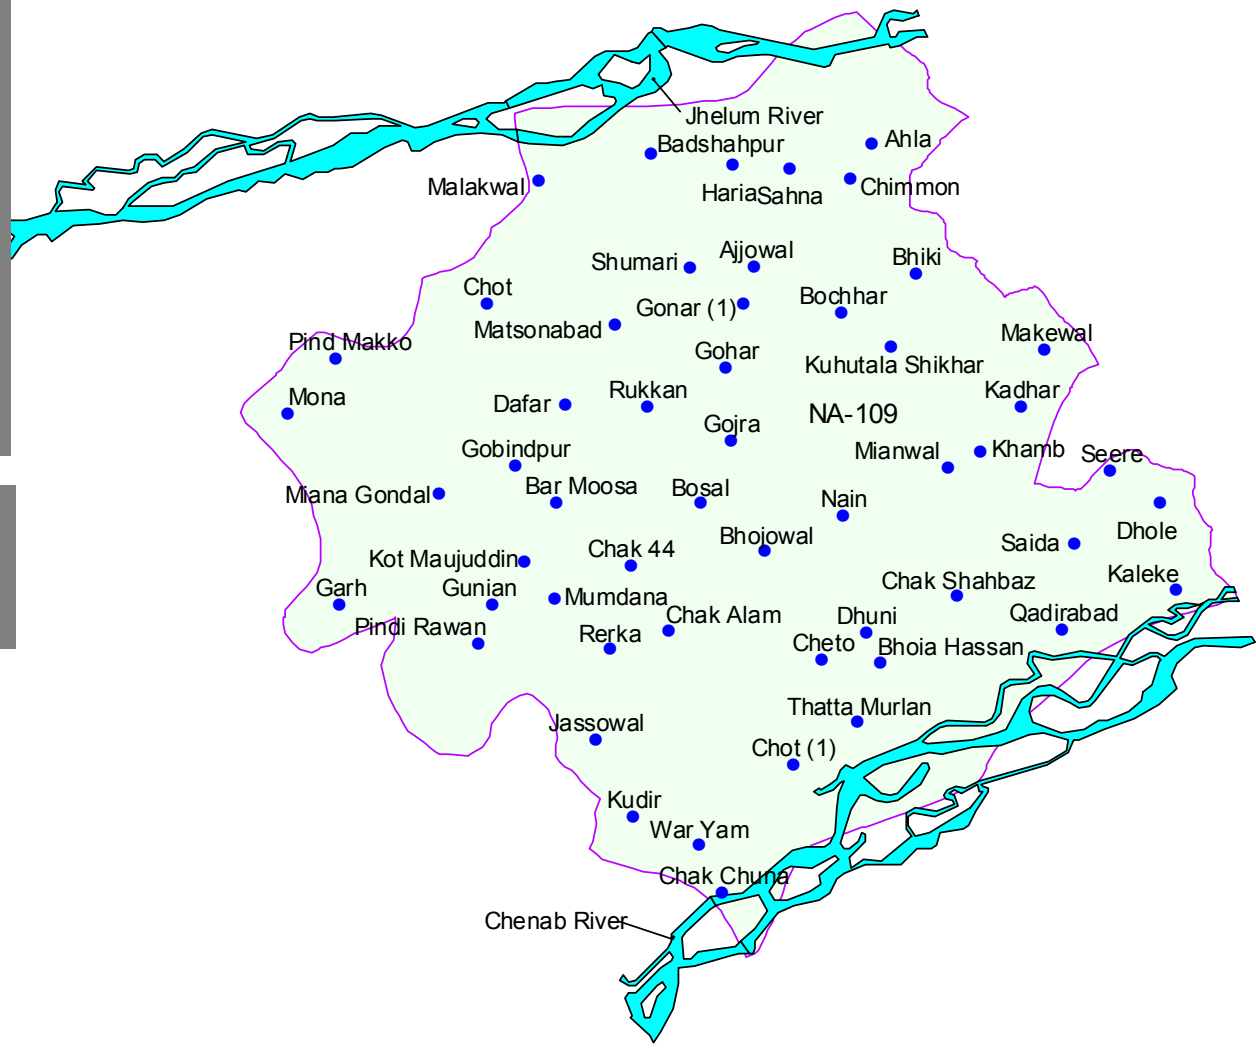 Jhelum River
Badshahpur
Ahla
Malakwal
Haria
Sahna
Chimmon
Shumari
Ajjowal
Bhiki
Chot
Gonar (1)
Bochhar
Matsonabad
Pind Makko
Gohar
Kuhutala Shikhar
Makewal
Mona
Dafar
Rukkan
NA-109
Kadhar
Gojra
Gobindpur
Mianwal
Khamb
Seere
Miana Gondal
Bar Moosa
Bosal
Nain
Dhole
Bhojowal
Saida
Kot Maujuddin
Chak 44
Chak Shahbaz
Kaleke
Garh
Gunian
Mumdana
Chak Alam
Dhuni
Qadirabad
Pindi Rawan
Rerka
Cheto
Bhoia Hassan
Jassowal
Thatta Murlan
Chot (1)
Kudir
War Yam
Chak Chuna
Chenab River